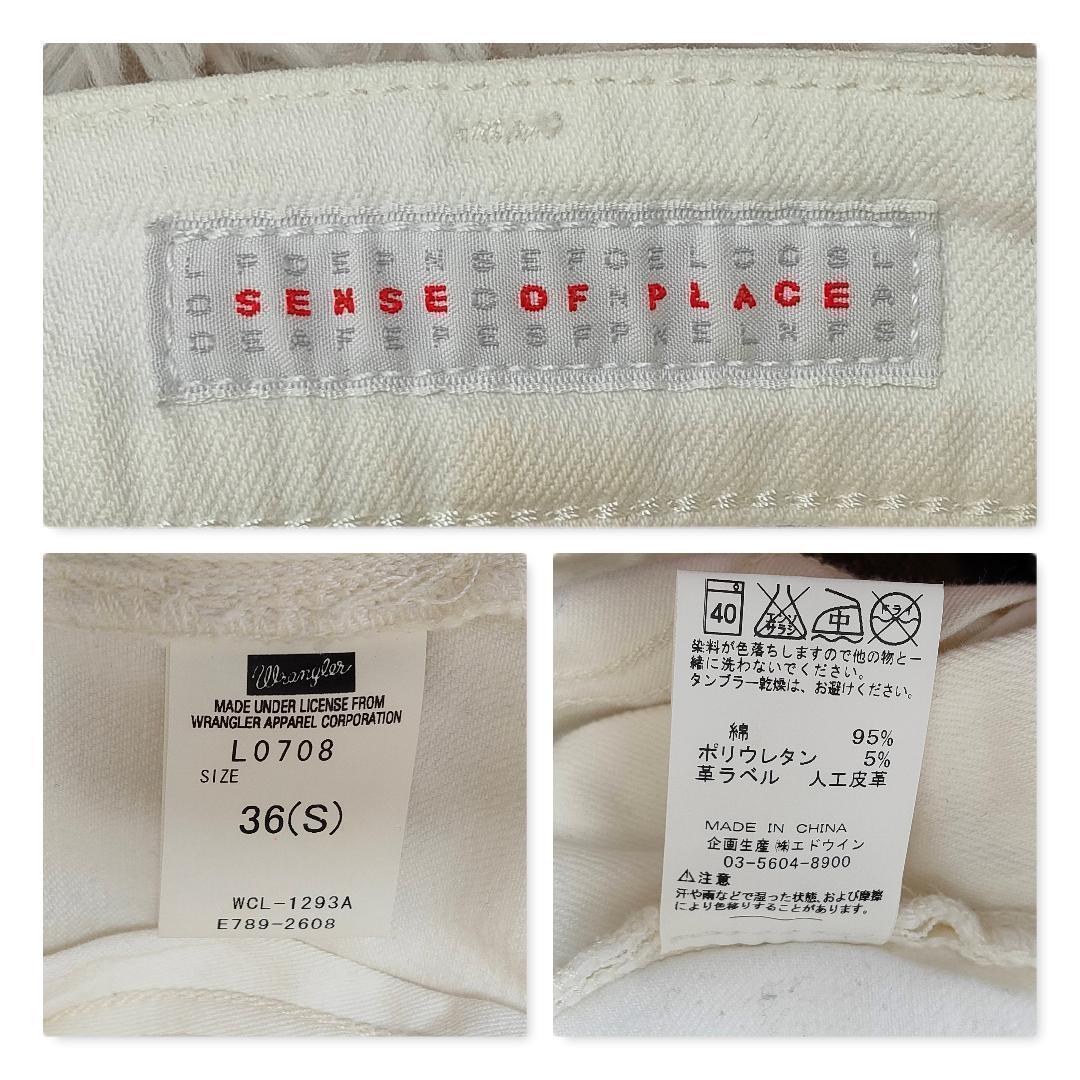 SENSE OF PLACE
Wrangler
MADE UNDER LICENSE FROM
WRANGLER APPAREL CORPORATION
L0708
SIZE
36(S)
WCL-1293A
E789-2608
40 エンソサラシ 中 ドライ
染料が色落ちしますので他の物と一
緒に洗わないでください。
タンブラー乾燥は、お避けください。
綿 95%
ポリウレタン 5%
革ラベル 人工皮革
MADE IN CHINA
企画生産 ㈱エドウイン
03-5604-8900
⚠注意
汗や雨などで湿った状態、および摩擦
により色移りすることがあります。